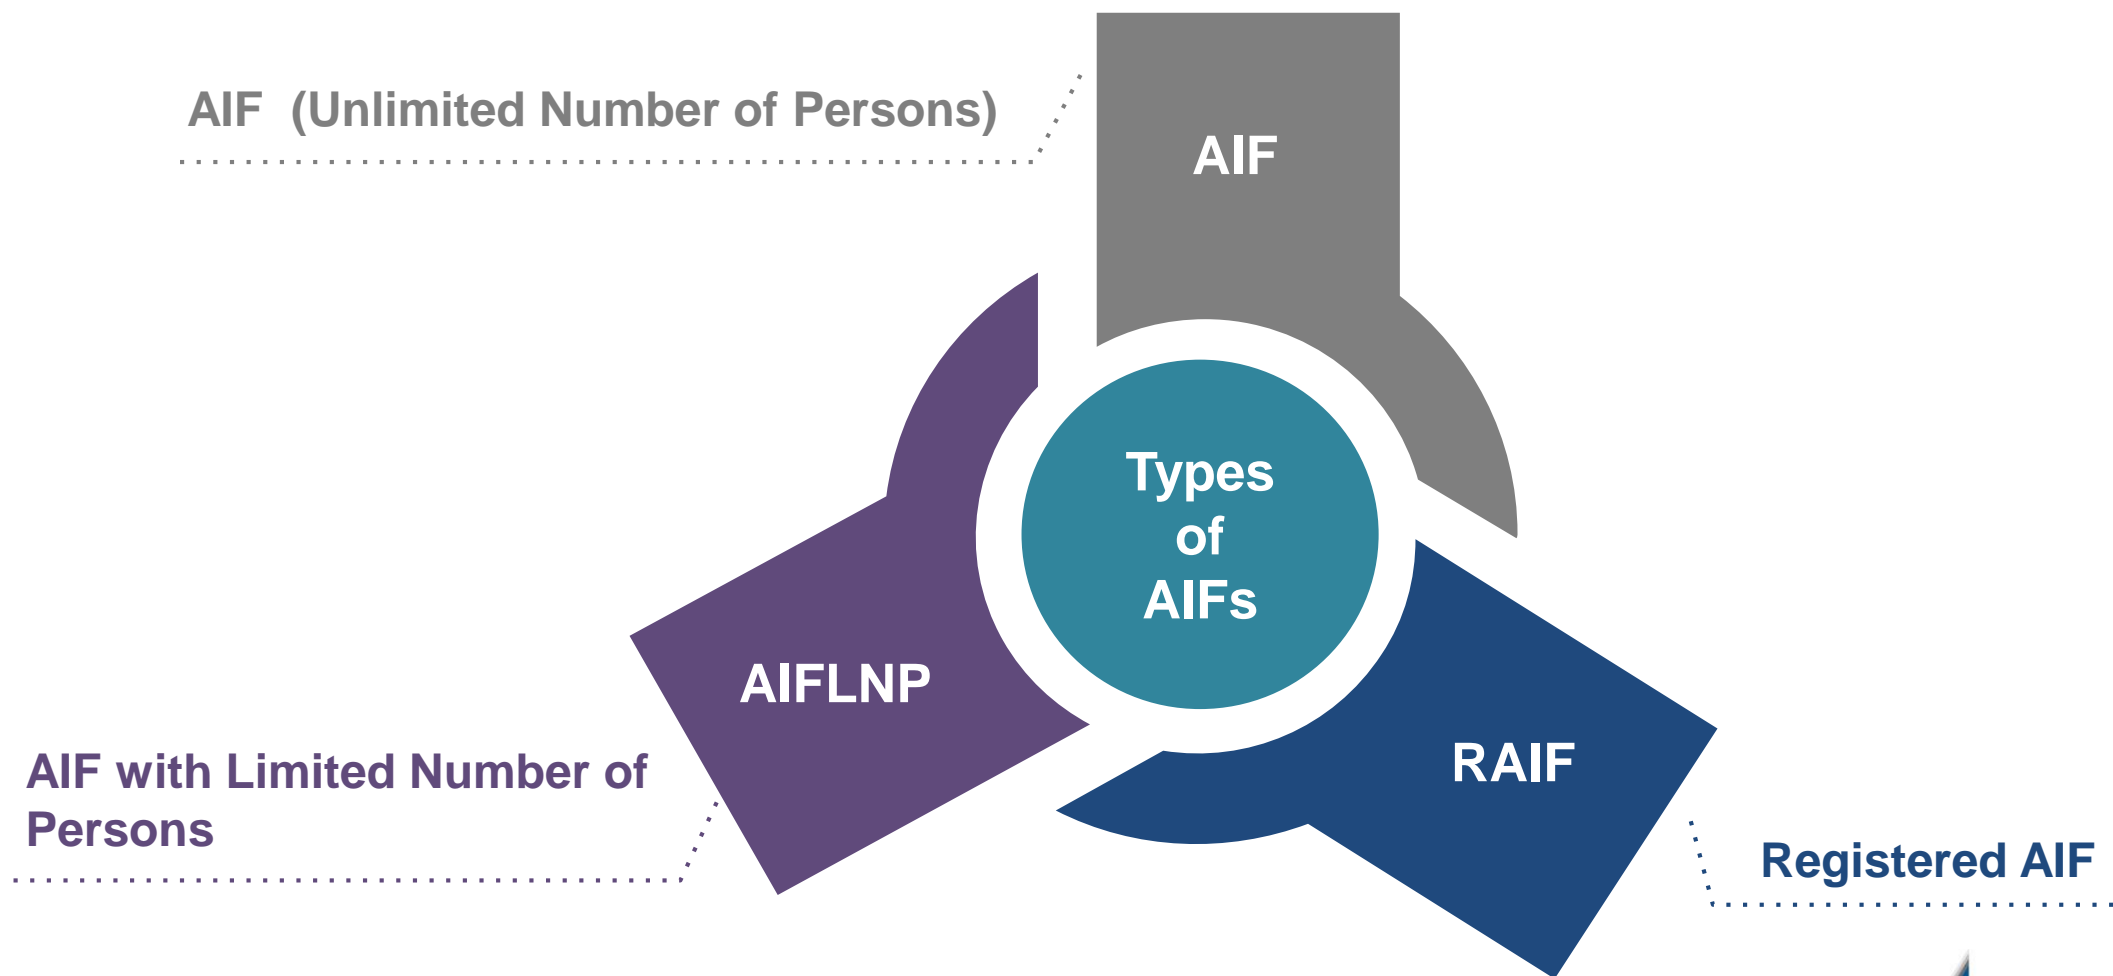 AIF (Unlimited Number of Persons)
AIF
Types
of
AIFs
AIFLNP
AIF with Limited Number of
Persons
RAIF
Registered AIF